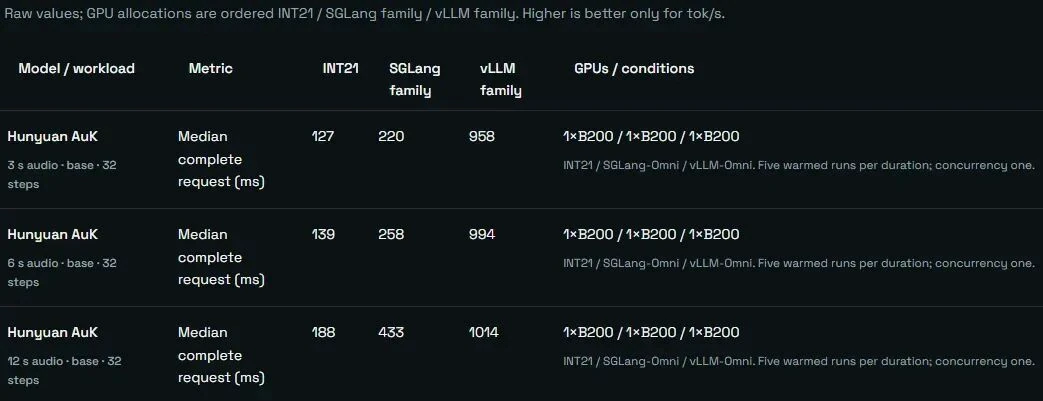 Raw values; GPU allocations are ordered INT21 / SGLang family / vLLM family. Higher is better only for tok/s.
Model / workload Metric INT21 SGLang family vLLM family GPUs / conditions
Hunyuan AuK Median complete request (ms) 127 220 958 1×B200 / 1×B200 / 1×B200
3 s audio · base · 32 steps INT21 / SGLang-Omni / vLLM-Omni. Five warmed runs per duration; concurrency one.
Hunyuan AuK Median complete request (ms) 139 258 994 1×B200 / 1×B200 / 1×B200
6 s audio · base · 32 steps INT21 / SGLang-Omni / vLLM-Omni. Five warmed runs per duration; concurrency one.
Hunyuan AuK Median complete request (ms) 188 433 1014 1×B200 / 1×B200 / 1×B200
12 s audio · base · 32 steps INT21 / SGLang-Omni / vLLM-Omni. Five warmed runs per duration; concurrency one.